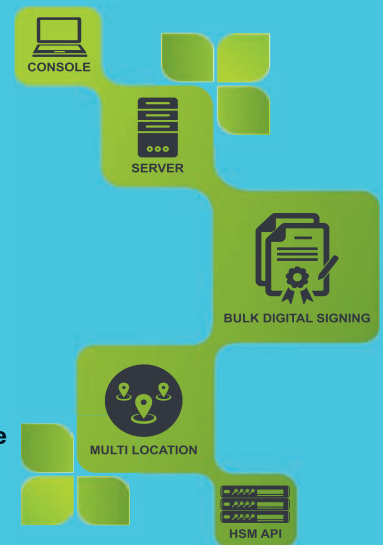 CONSOLE
SERVER
BULK DIGITAL SIGNING
MULTI LOCATION
HSM API